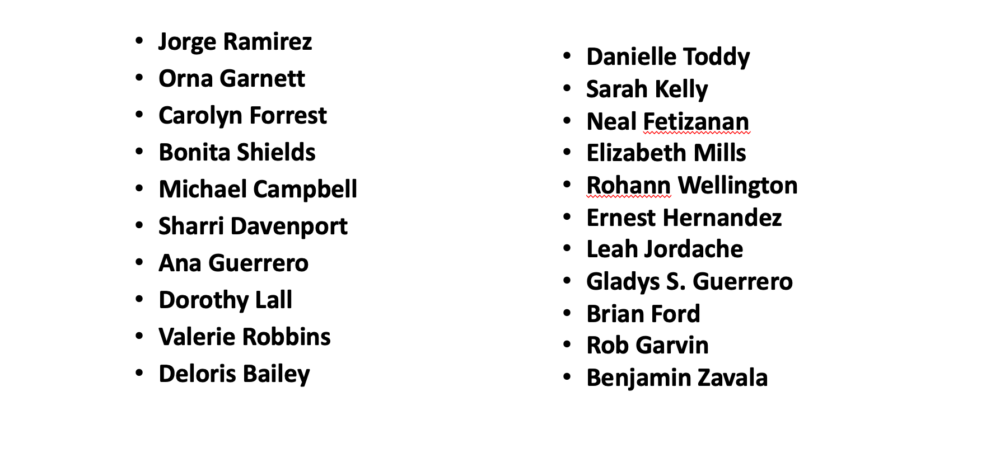 • Jorge Ramirez
• Orna Garnett
• Carolyn Forrest
• Bonita Shields
• Michael Campbell
• Sharri Davenport
• Ana Guerrero
• Dorothy Lall
• Valerie Robbins
• Deloris Bailey
• Danielle Toddy
• Sarah Kelly
• Neal Fetizanan
• Elizabeth Mills
• Rohann Wellington
• Ernest Hernandez
• Leah Jordache
• Gladys S. Guerrero
• Brian Ford
• Rob Garvin
• Benjamin Zavala